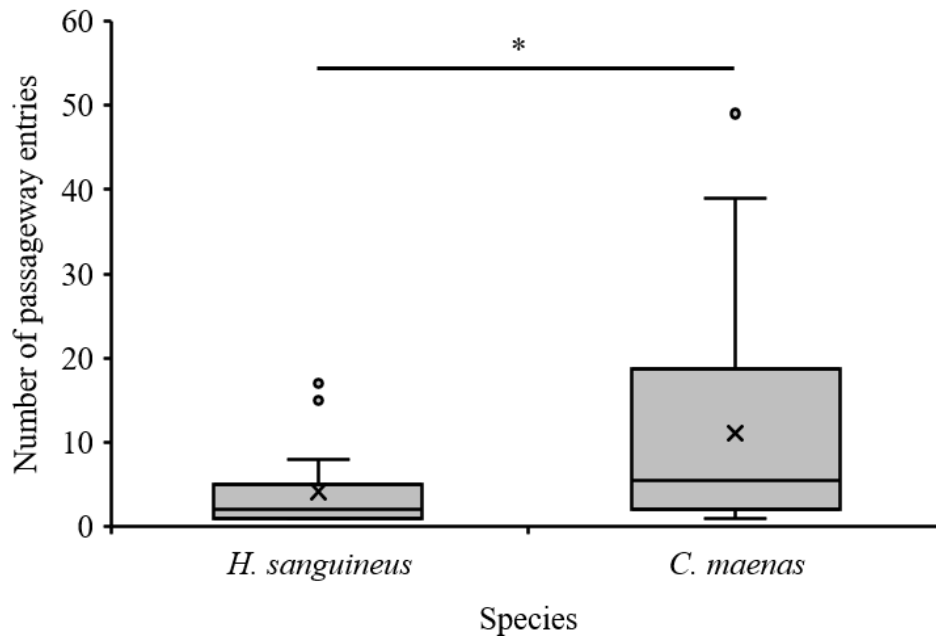 60
*
50
40
30
20
10
0
Number of passageway entries
H. sanguineus
C. maenas
Species